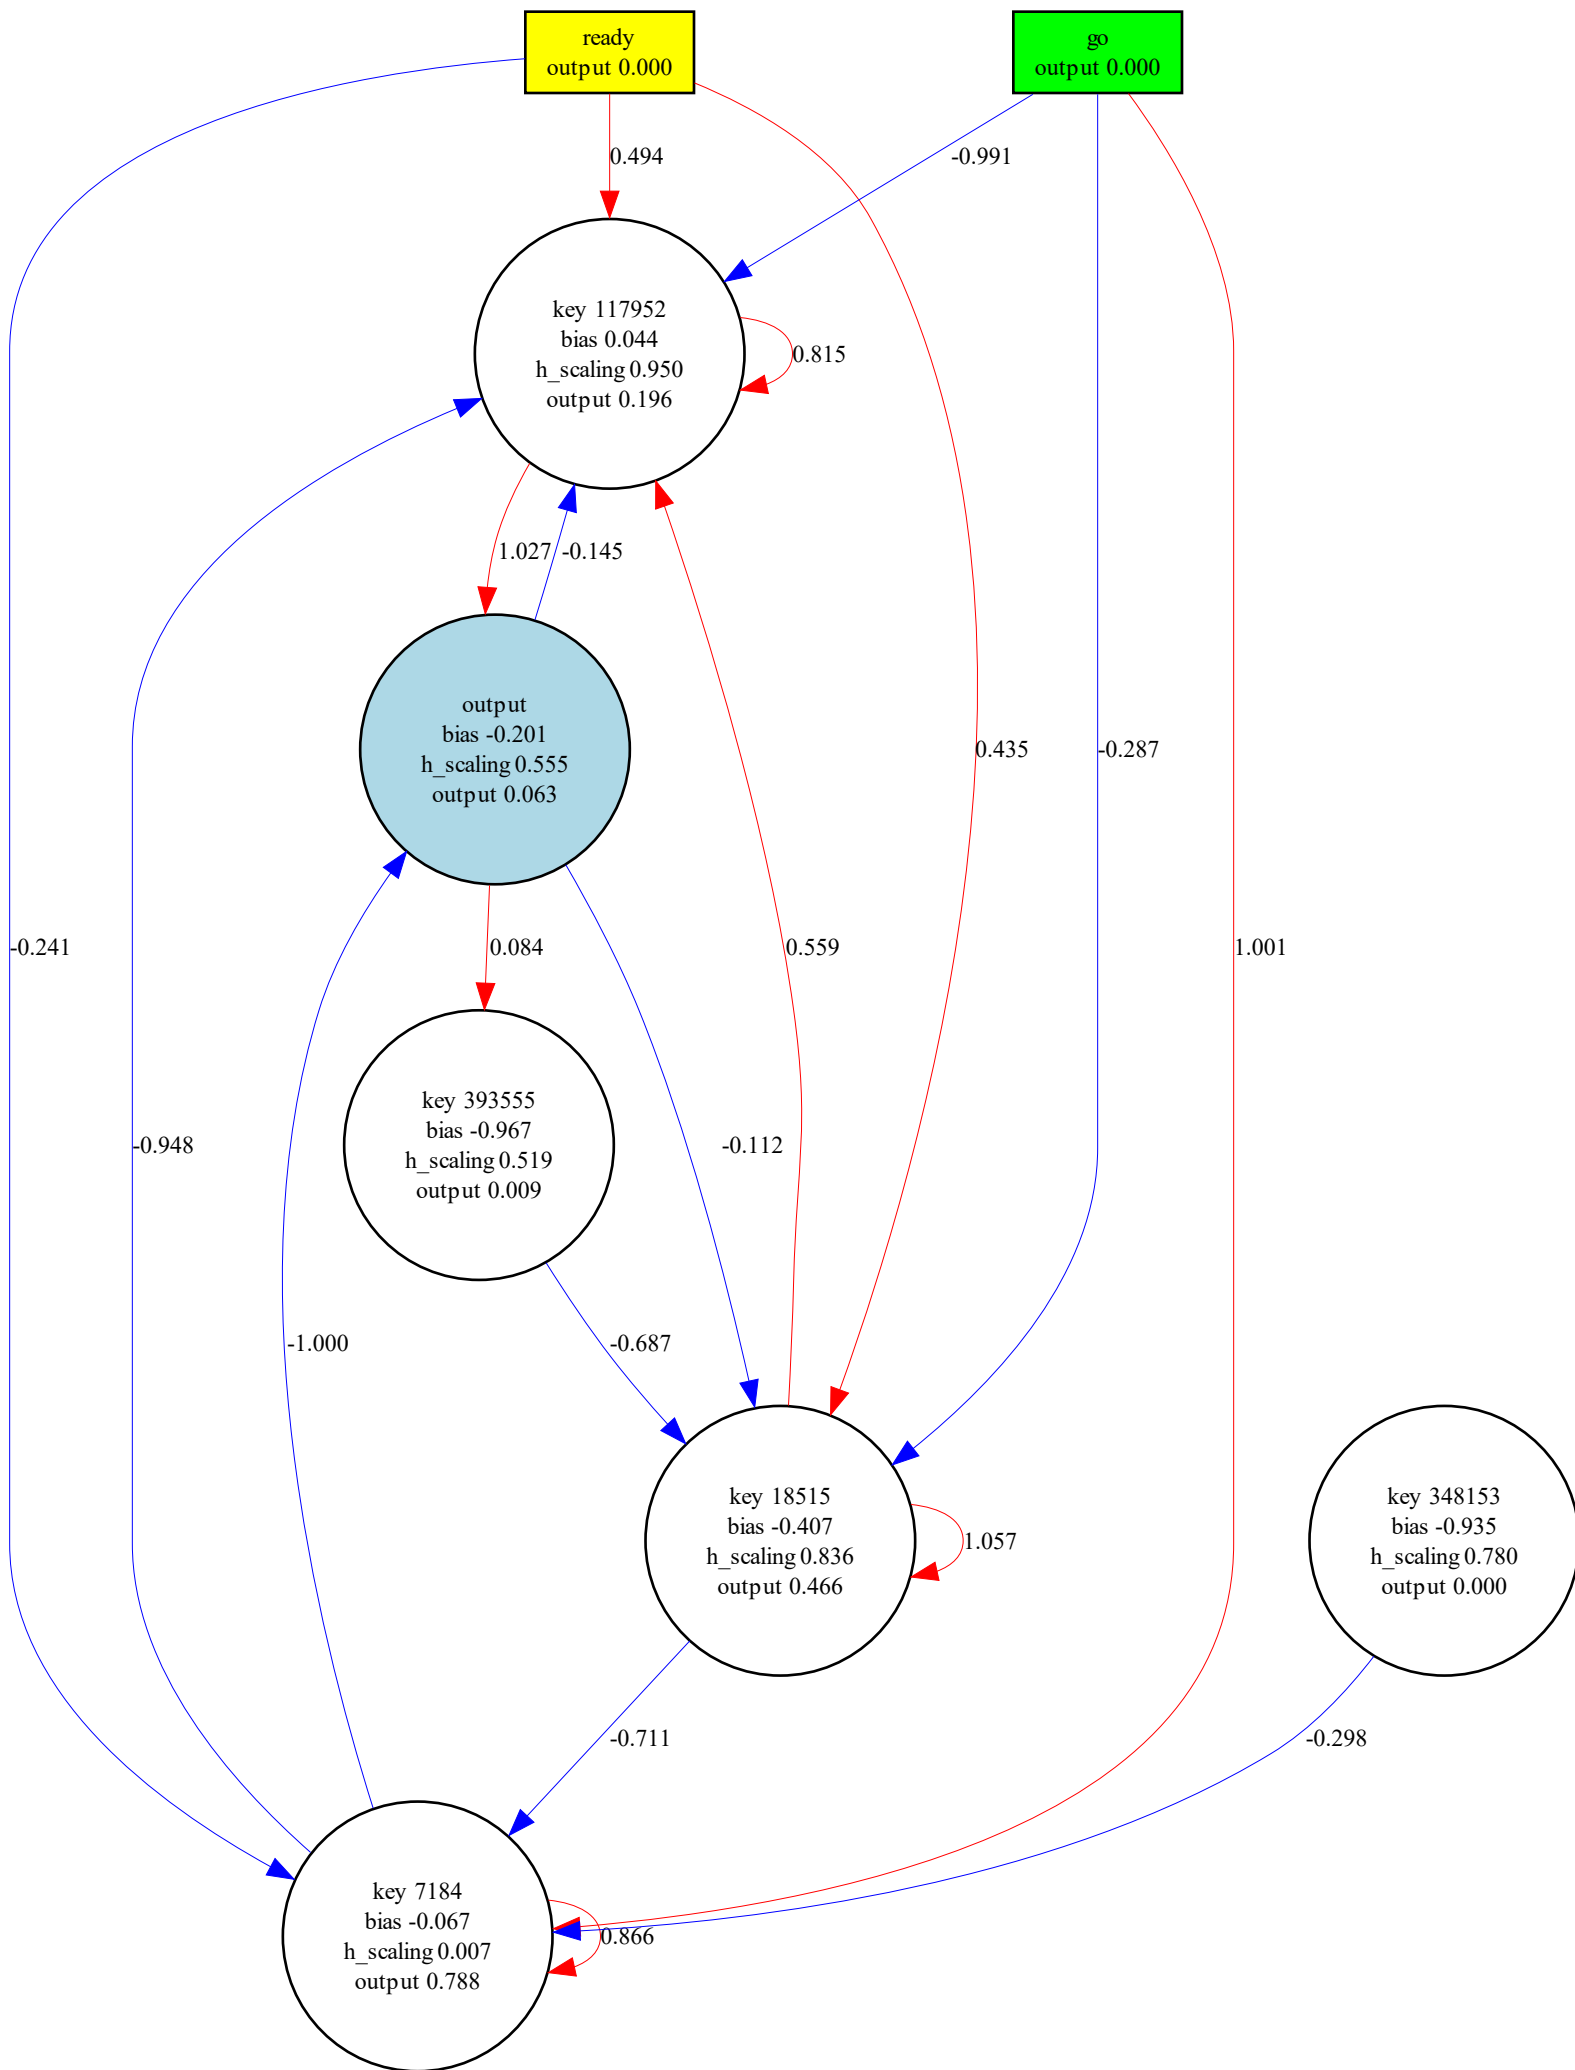 ready
output 0.000
go
output 0.000
0.494
-0.991
key 117952
bias 0.044
h_scaling 0.950
output 0.196
0.815
1.027
-0.145
output
bias -0.201
h_scaling 0.555
output 0.063
0.435
-0.287
-0.241
0.084
0.559
1.001
key 393555
bias -0.967
h_scaling 0.519
output 0.009
-0.948
-0.112
-1.000
-0.687
key 18515
bias -0.407
h_scaling 0.836
output 0.466
1.057
key 348153
bias -0.935
h_scaling 0.780
output 0.000
-0.711
-0.298
key 7184
bias -0.067
h_scaling 0.007
output 0.788
0.866